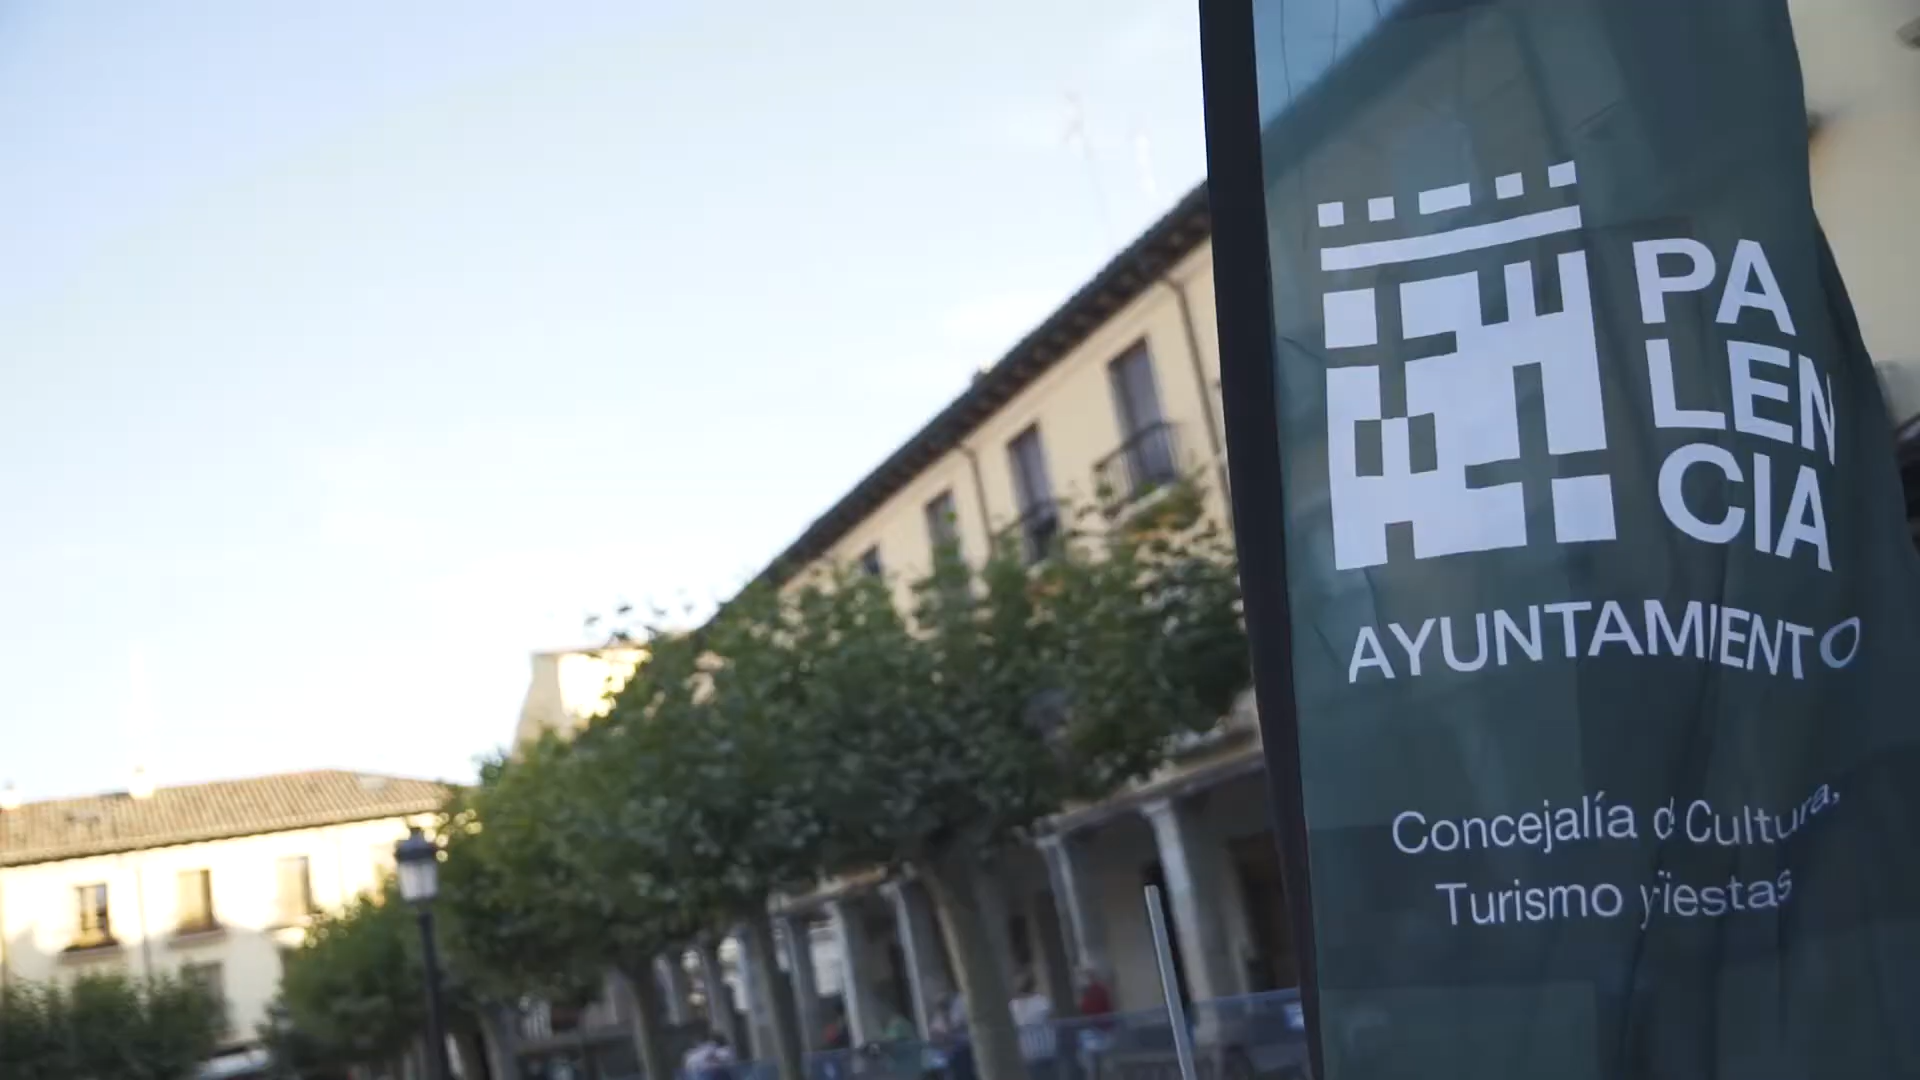 PA
LEN
CIA
AYUNTAMIENTO
Concejalía d Cultura,
Turismo y iestas